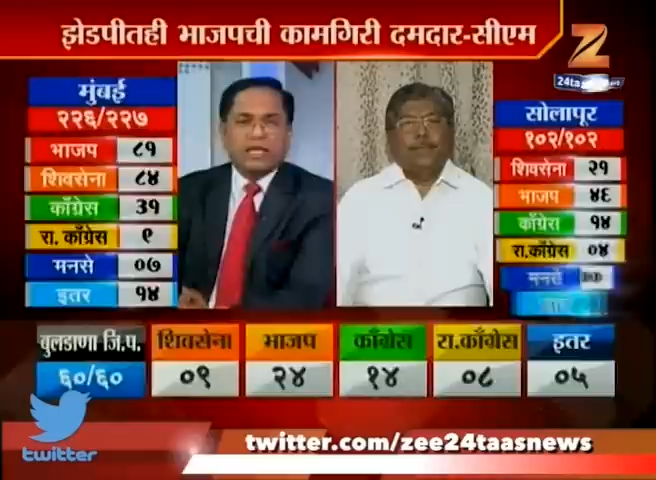 झेडपीतही भाजपची कामगिरी दमदार-सीएम
24taas
मुंबई
२२६/२२७
भाजप ८१
शिवसेना ८४
काँग्रेस ३१
रा. काँग्रेस ९
मनसे ०७
इतर १४
सोलापूर
१०२/१०२
शिवसेना २१
भाजप ४६
काँग्रेस १४
रा.काँग्रेस ०४
मनसे
बुलडाणा जि.प. शिवसेना भाजप काँग्रेस रा.काँग्रेस इतर
६०/६० ०९ २४ १४ ०८ ०५
twitter
twitter.com/zee24taasnews